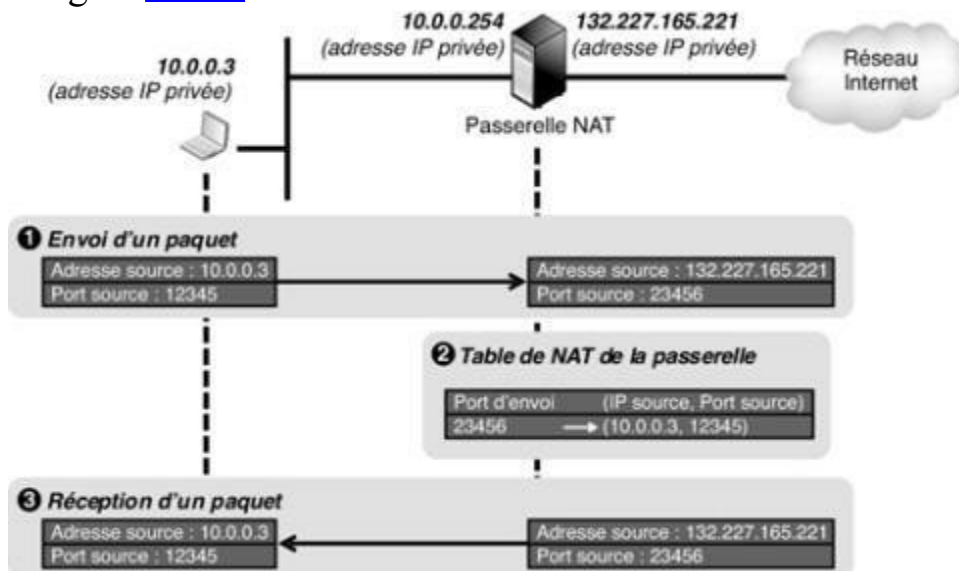 10.0.0.254
(adresse IP privée)
132.227.165.221
(adresse IP privée)
10.0.0.3
(adresse IP privée)
Réseau
Internet
Passerelle NAT
❶ Envoi d'un paquet
Adresse source : 10.0.0.3
Port source : 12345
Adresse source : 132.227.165.221
Port source : 23456
❷ Table de NAT de la passerelle
Port d'envoi (IP source, Port source)
23456 → (10.0.0.3, 12345)
❸ Réception d'un paquet
Adresse source : 10.0.0.3
Port source : 12345
Adresse source : 132.227.165.221
Port source : 23456